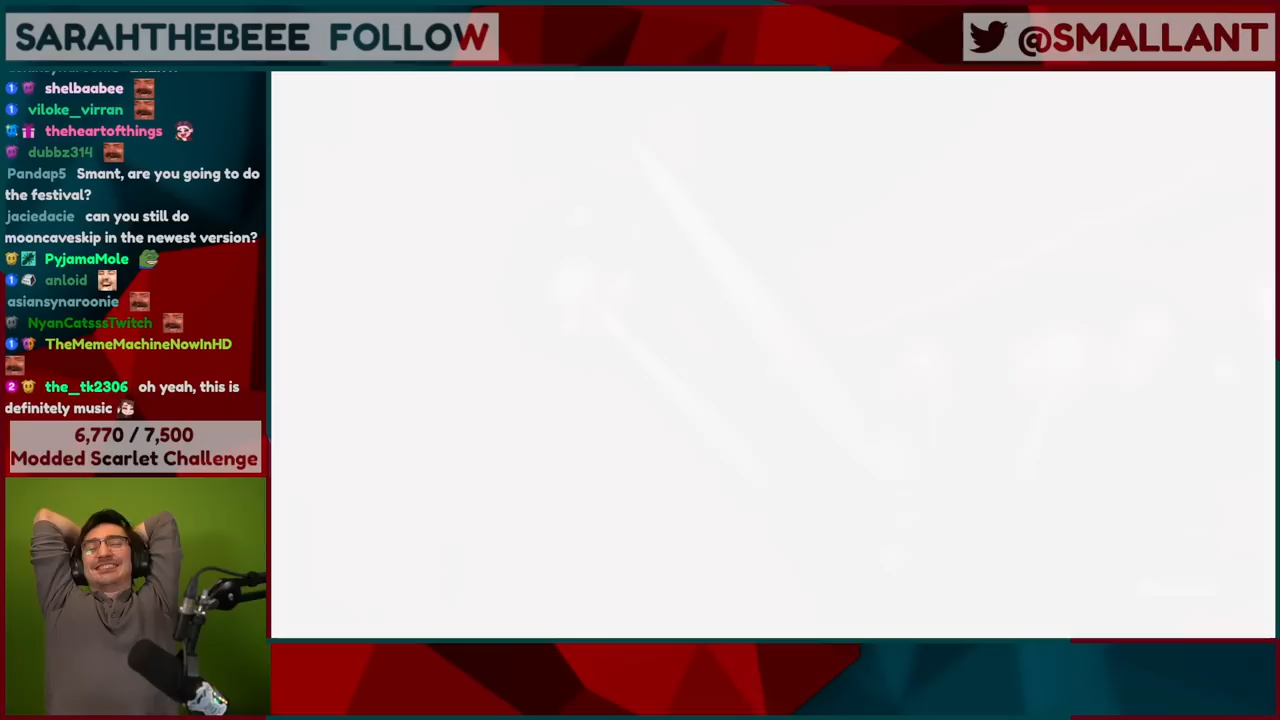 SARAHTHEBEEE FOLLOW
@SMALLANT
shelbaabee
viloke_virran
theheartofthings
dubbz314
Pandap5 Smant, are you going to do
the festival?
jaciedacie can you still do
mooncaveskip in the newest version?
PyjamaMole
anloid
asiansynaroonie
NyanCatsssTwitch
TheMemeMachineNowInHD
the_tk2306 oh yeah, this is
definitely music
6,770 / 7,500
Modded Scarlet Challenge